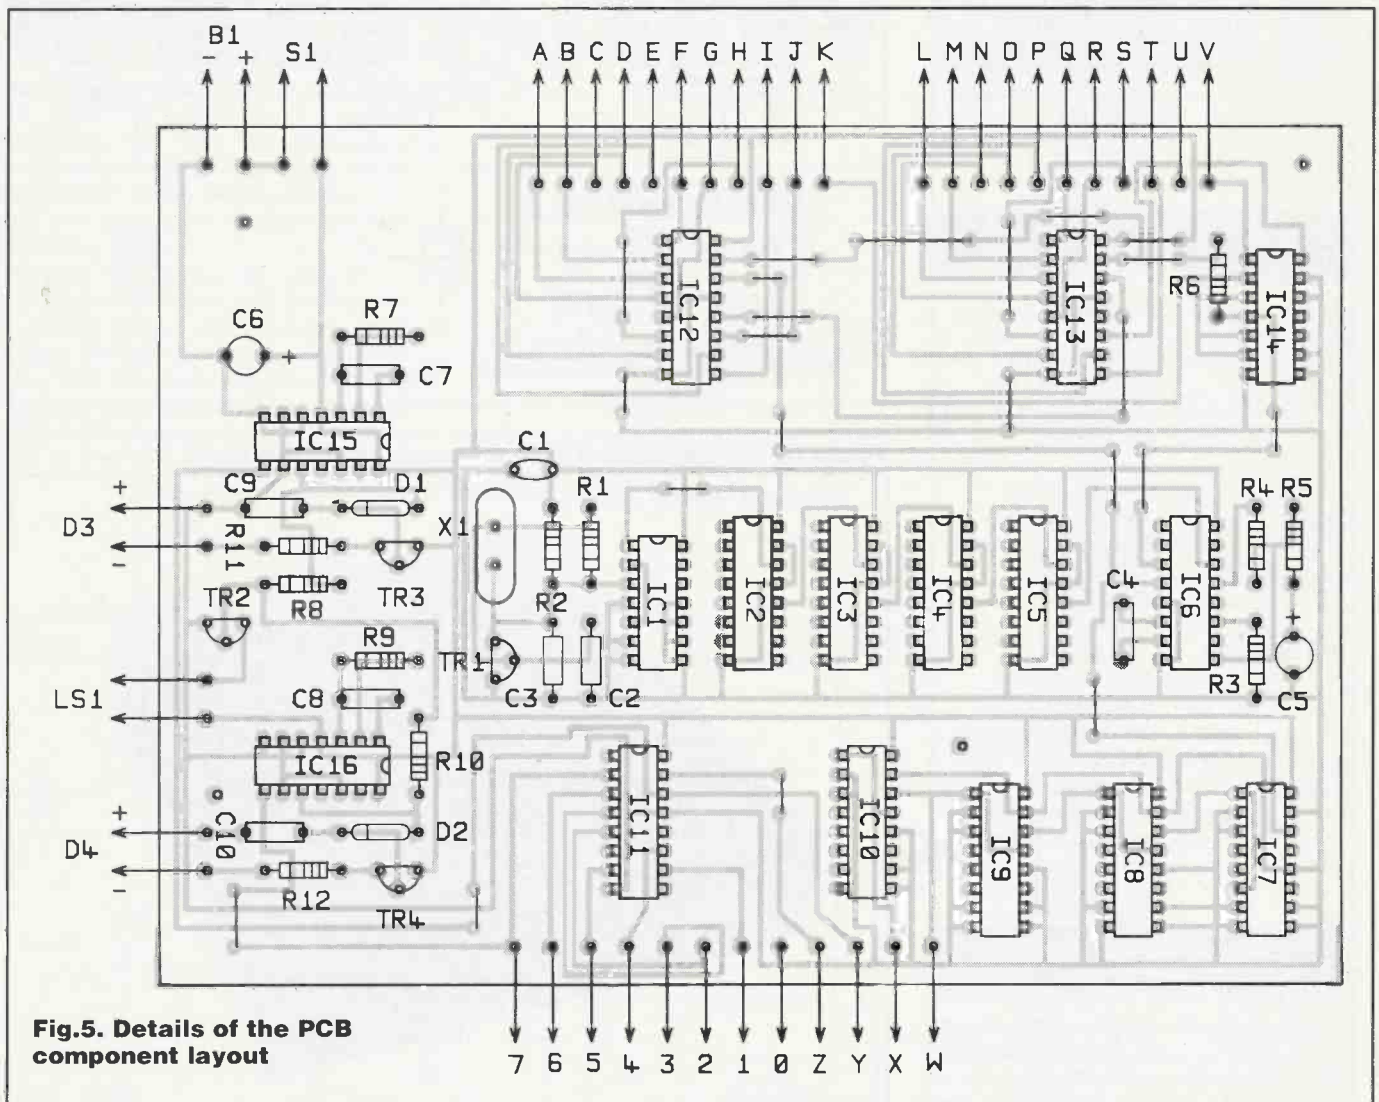 B1
- + S1
A B C D E F G H I J K L M N O P Q R S T U V
R7
C6
+
C7
IC12
IC13
R6
IC14
IC15
C1
+
C9
D1
X1
R1
R4 R5
D3
R11
-
R8
TR3
R2
IC1
IC2
IC3
IC4
IC5
C4
IC6
TR2
+
R9
TR1
R3
LS1
C8
C3
C2
C5
IC16
R10
IC11
IC10
IC9
IC8
IC7
+
C10
D2
D4
-
R12
TR4
Fig.5. Details of the PCB
component layout
7 6 5 4 3 2 1 0 Z Y X W